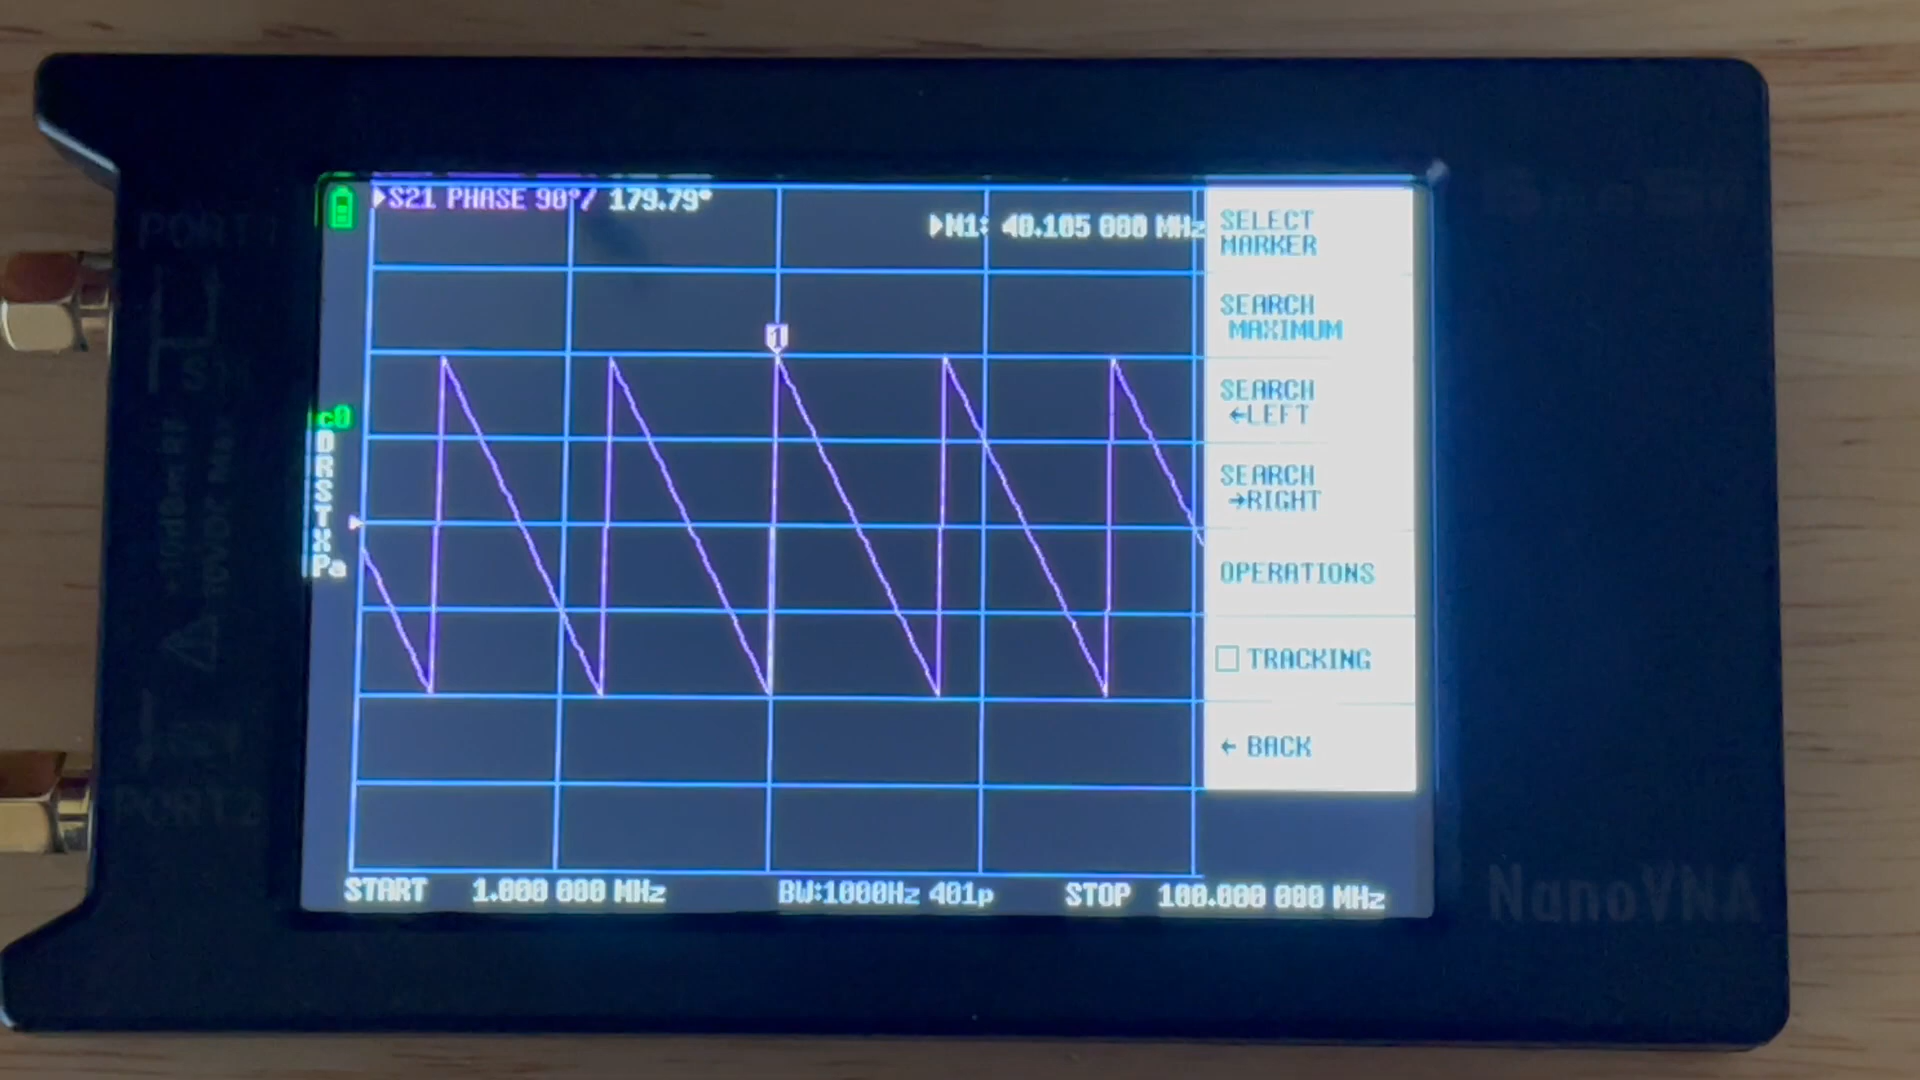 S21 PHASE 90°/ 179.79°
M1: 40.105 000 MHz
1
SELECT
MARKER
SEARCH
MAXIMUM
SEARCH
←LEFT
SEARCH
→RIGHT
OPERATIONS
TRACKING
← BACK
c0
D
R
S
T
X
Pa
START 1.000 000 MHz
BW:1000Hz 401p
STOP 100.000 000 MHz
PORT1
PORT2
NanoVNA